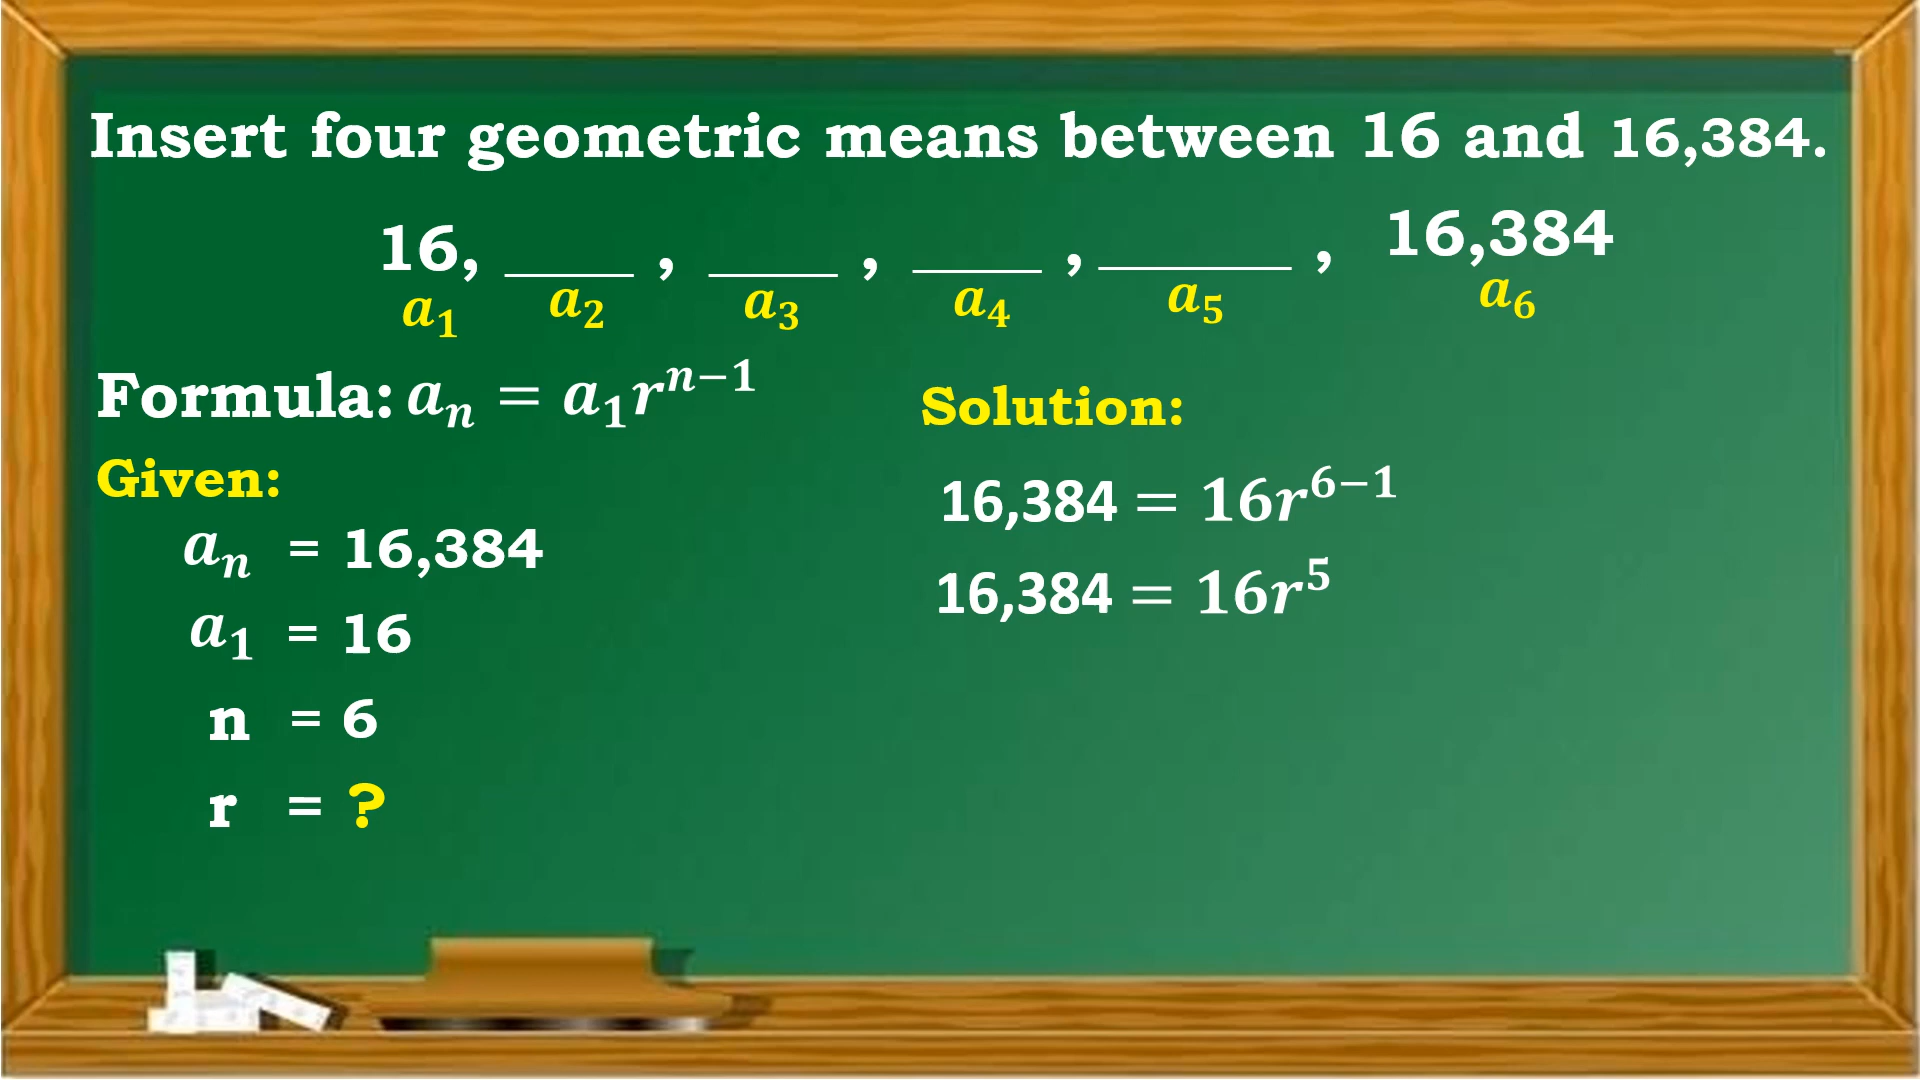 Insert four geometric means between 16 and 16,384.
16, ____ , ____ , ____ , ______ , 16,384
a₁ a₂ a₃ a₄ a₅ a₆
Formula: aₙ = a₁rⁿ⁻¹
Given:
aₙ = 16,384
a₁ = 16
n = 6
r = ?
Solution:
16,384 = 16r⁶⁻¹
16,384 = 16r⁵